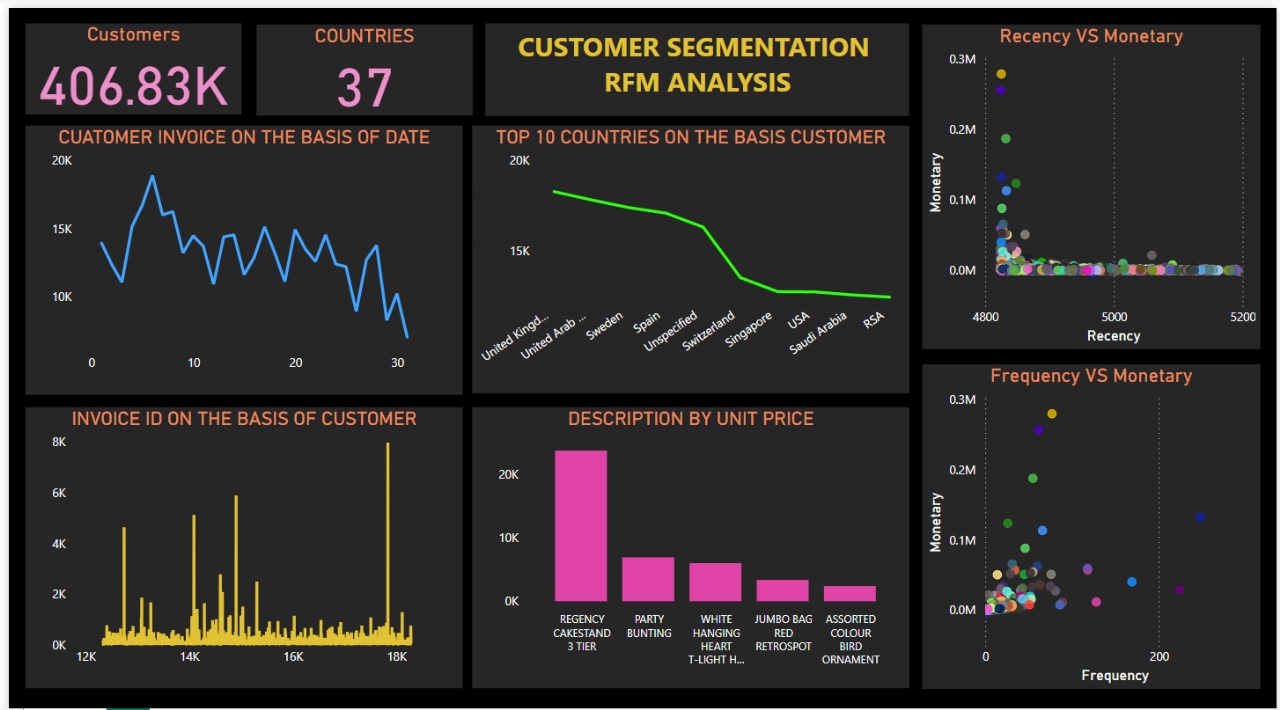 Customers
406.83K
COUNTRIES
37
CUSTOMER SEGMENTATION
RFM ANALYSIS
CUATOMER INVOICE ON THE BASIS OF DATE
20K
15K
10K
0
10
20
30
TOP 10 COUNTRIES ON THE BASIS CUSTOMER
20K
15K
United Kingd...
United Arab ...
Sweden
Spain
Unspecified
Switzerland
Singapore
USA
Saudi Arabia
RSA
Recency VS Monetary
Monetary
0.3M
0.2M
0.1M
0.0M
4800
5000
5200
Recency
INVOICE ID ON THE BASIS OF CUSTOMER
8K
6K
4K
2K
0K
12K
14K
16K
18K
DESCRIPTION BY UNIT PRICE
20K
10K
0K
REGENCY
CAKESTAND
3 TIER
PARTY
BUNTING
WHITE
HANGING
HEART
T-LIGHT H...
JUMBO BAG
RED
RETROSPOT
ASSORTED
COLOUR
BIRD
ORNAMENT
Frequency VS Monetary
Monetary
0.3M
0.2M
0.1M
0.0M
0
200
Frequency